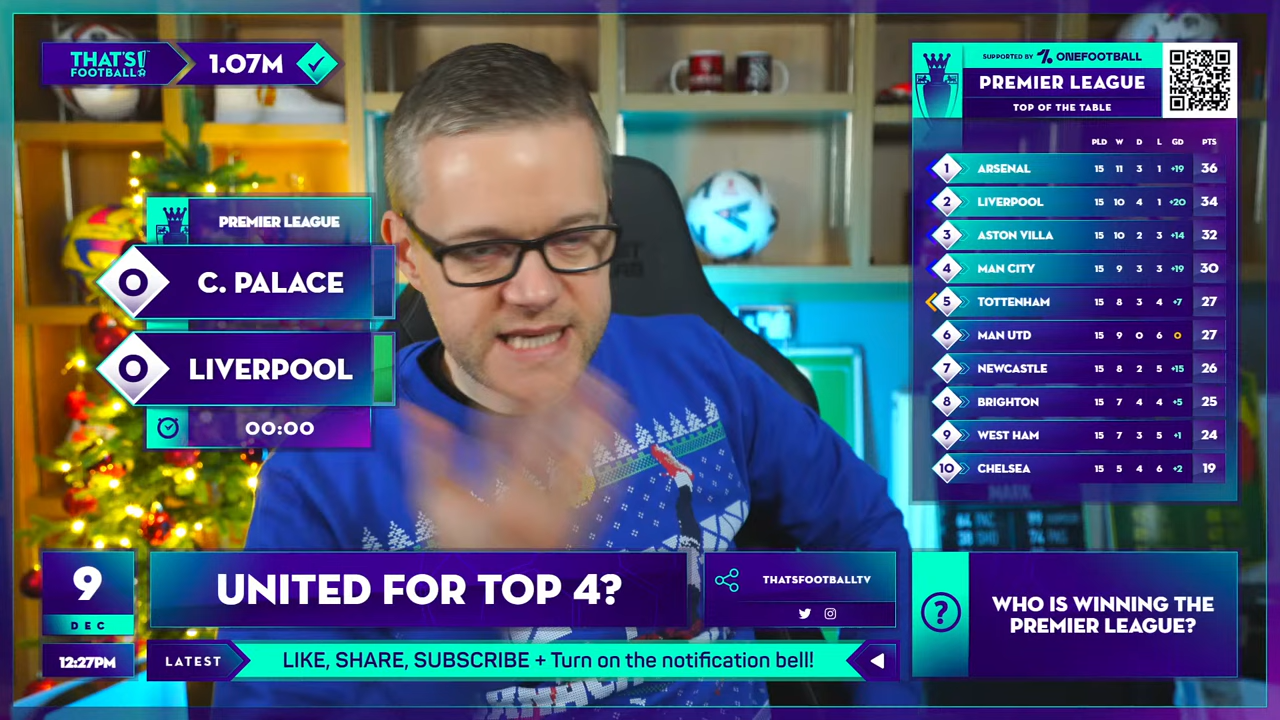 THAT'S!
FOOTBALL
1.07M
SUPPORTED BY ONEFOOTBALL
PREMIER LEAGUE
TOP OF THE TABLE
PLD W D L GD PTS
1 ARSENAL 15 11 3 1 +19 36
2 LIVERPOOL 15 10 4 1 +20 34
3 ASTON VILLA 15 10 2 3 +14 32
4 MAN CITY 15 9 3 3 +19 30
5 TOTTENHAM 15 8 3 4 +7 27
6 MAN UTD 15 9 0 6 0 27
7 NEWCASTLE 15 8 2 5 +15 26
8 BRIGHTON 15 7 4 4 +5 25
9 WEST HAM 15 7 3 5 +1 24
10 CHELSEA 15 5 4 6 +2 19
PREMIER LEAGUE
0 C. PALACE
0 LIVERPOOL
00:00
9
DEC
12:27PM
UNITED FOR TOP 4?
THATSFOOTBALLTV
LATEST
LIKE, SHARE, SUBSCRIBE + Turn on the notification bell!
?
WHO IS WINNING THE
PREMIER LEAGUE?